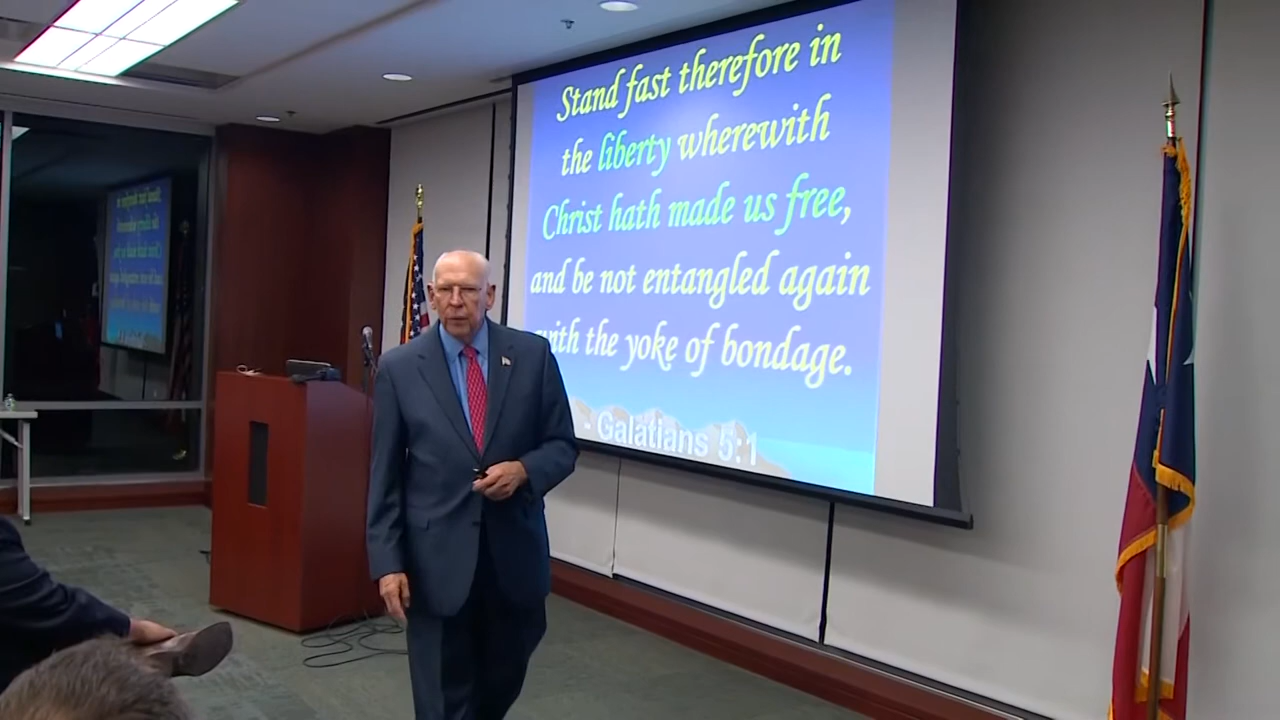 Stand fast therefore in
the liberty wherewith
Christ hath made us free,
and be not entangled again
with the yoke of bondage.
- Galatians 5:1